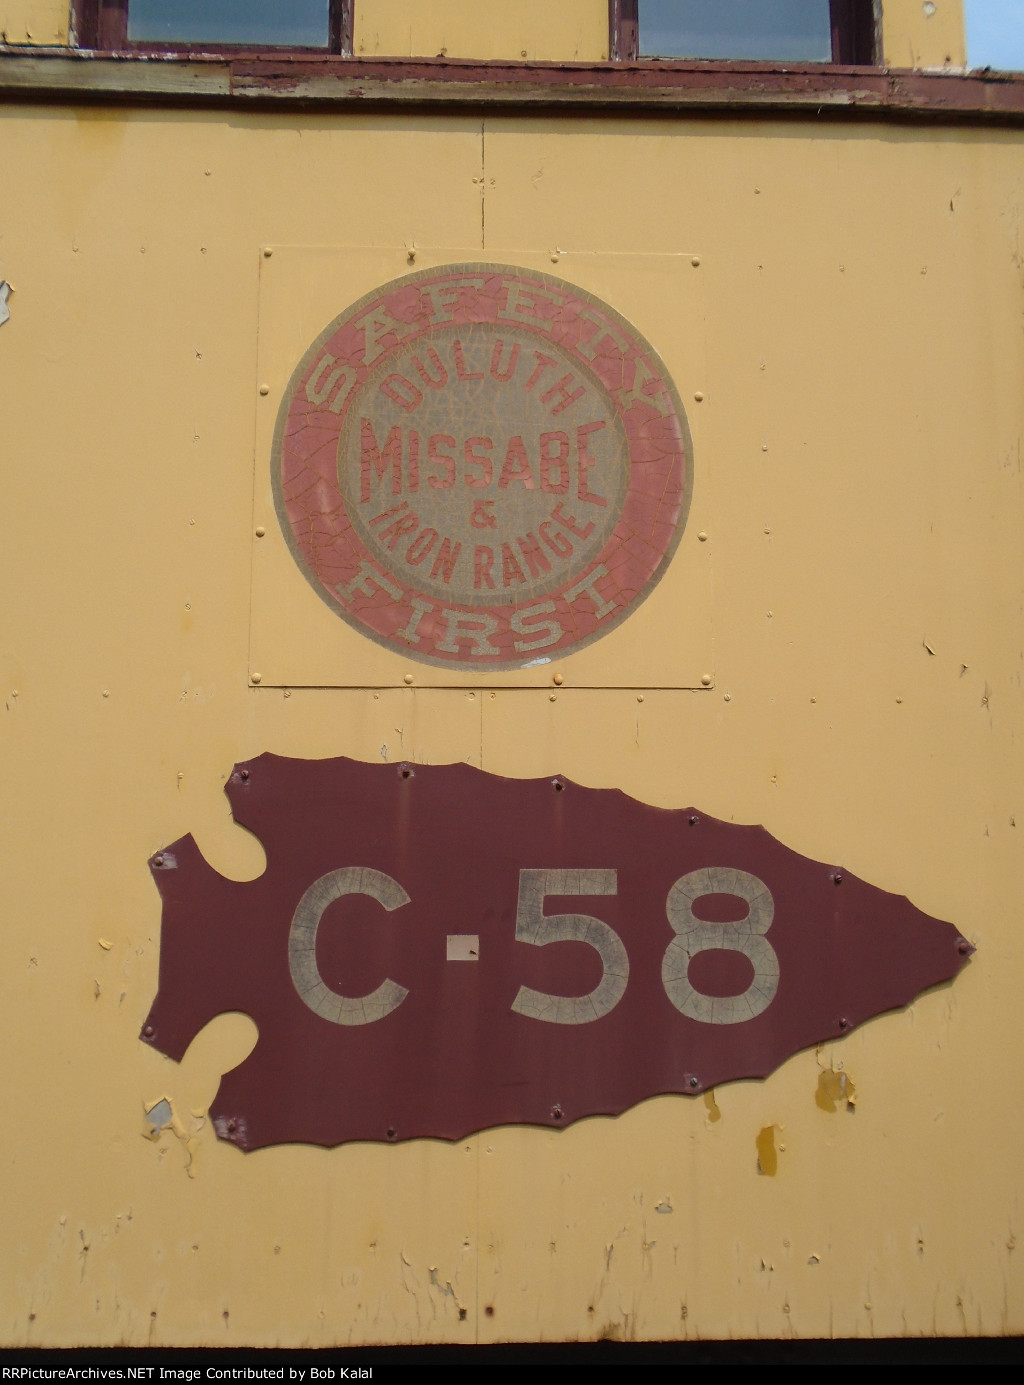 SAFETY
DULUTH
MISSABE
&
IRON RANGE
FIRST
C-58
RRPictureArchives.NET Image Contributed by Bob Kalal